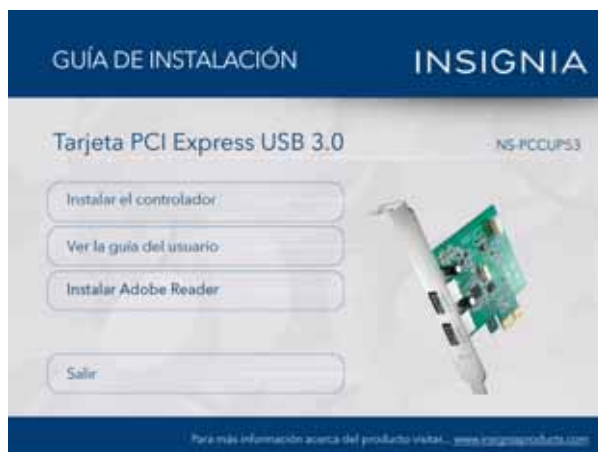 GUÍA DE INSTALACIÓN
INSIGNIA
Tarjeta PCI Express USB 3.0
NS-PCCUPS3
Instalar el controlador
Ver la guía del usuario
Instalar Adobe Reader
Salir
Para más información acerca del producto visitar... www.insigniaproducts.com